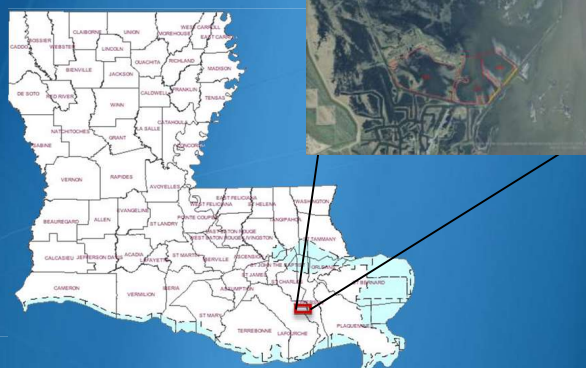 WEST CARROLL
CLAIBORNE
UNION
MOREHOUSE
BOSSIER
WEBSTER
EAST CARR
CADDO
LINCOLN
OUACHITA
RICHLAND
MADISON
BIENVILLE
JACKSON
CALDWELL
FRANKLIN
DE SOTO
RED RIVER
TENSAS
WINN
CATAHOULA
NATCHITOCHES
LA SALLE
GRANT
SABINE
CONCOR
VERNON
RAPIDES
AVOYELLES
EAST FELICIANA
WEST FELICIANA
ST HELENA
WASHINGTON
EVANGELINE
POINTE COUPEE
TANGIPAHOA
BEAUREGARD
ALLEN
ST LANDRY
EAST BATON ROUGE
ST TAMMANY
WEST BATON ROUGE
LIVINGSTON
CALCASIEU
JEFFERSON DAVIS
ACADIA
LAFAYETTE
ST MARTIN
IBERVILLE
ASCENSION
ST JOHN THE BAPTIST
ORLEANS
ST JAMES
ST CHARLES
ST BERNARD
CAMERON
VERMILION
IBERIA
ASSUMPTION
ST MARY
PLAQUEMINES
TERREBONNE
LAFOURCHE